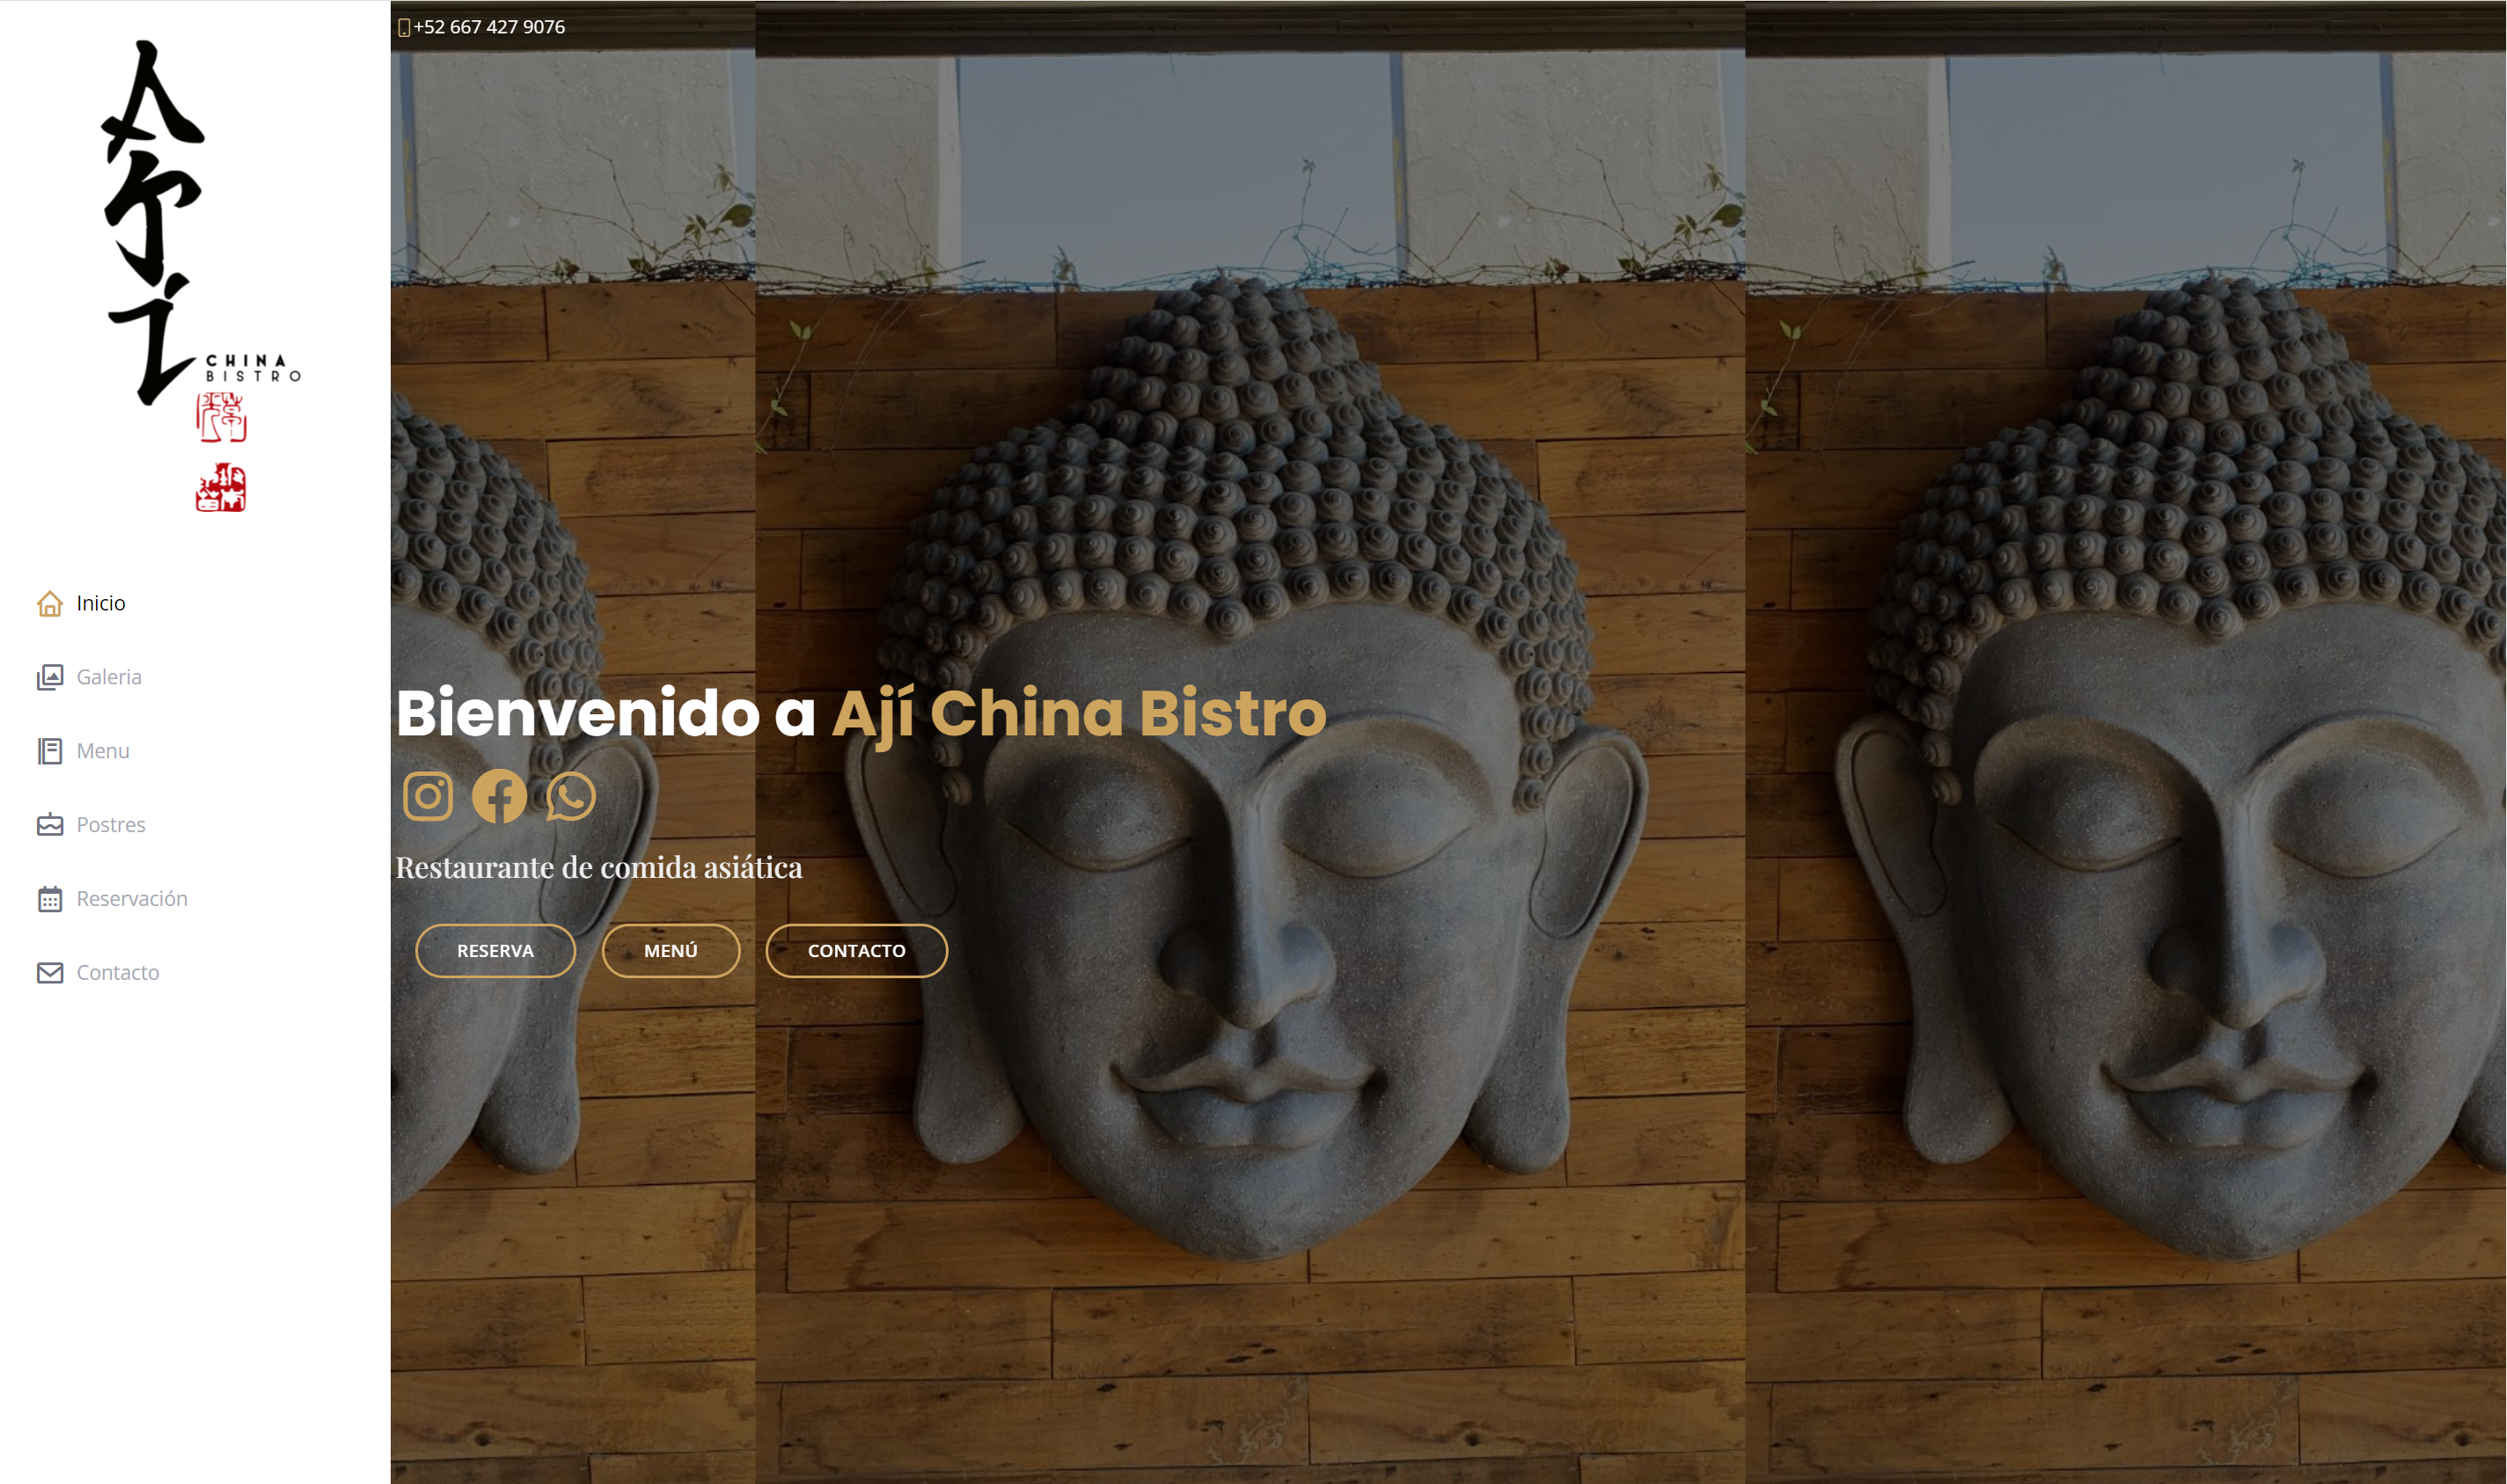 Ají
CHINA
BISTRO
Inicio
Galeria
Menu
Postres
Reservación
Contacto
+52 667 427 9076
Bienvenido a Ají China Bistro
Restaurante de comida asiática
RESERVA
MENÚ
CONTACTO